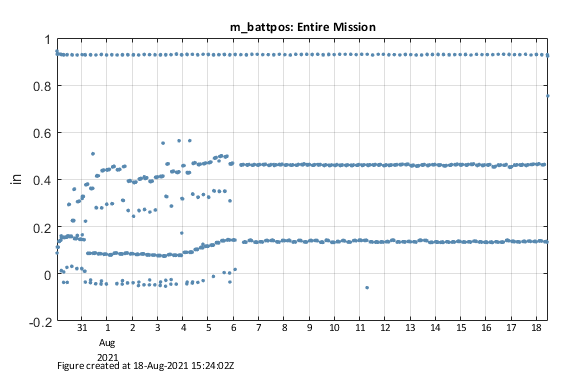 m_battpos: Entire Mission
1
0.8
0.6
0.4
0.2
0
-0.2
in
31 1 2 3 4 5 6 7 8 9 10 11 12 13 14 15 16 17 18
Aug
2021
Figure created at 18-Aug-2021 15:24:02Z